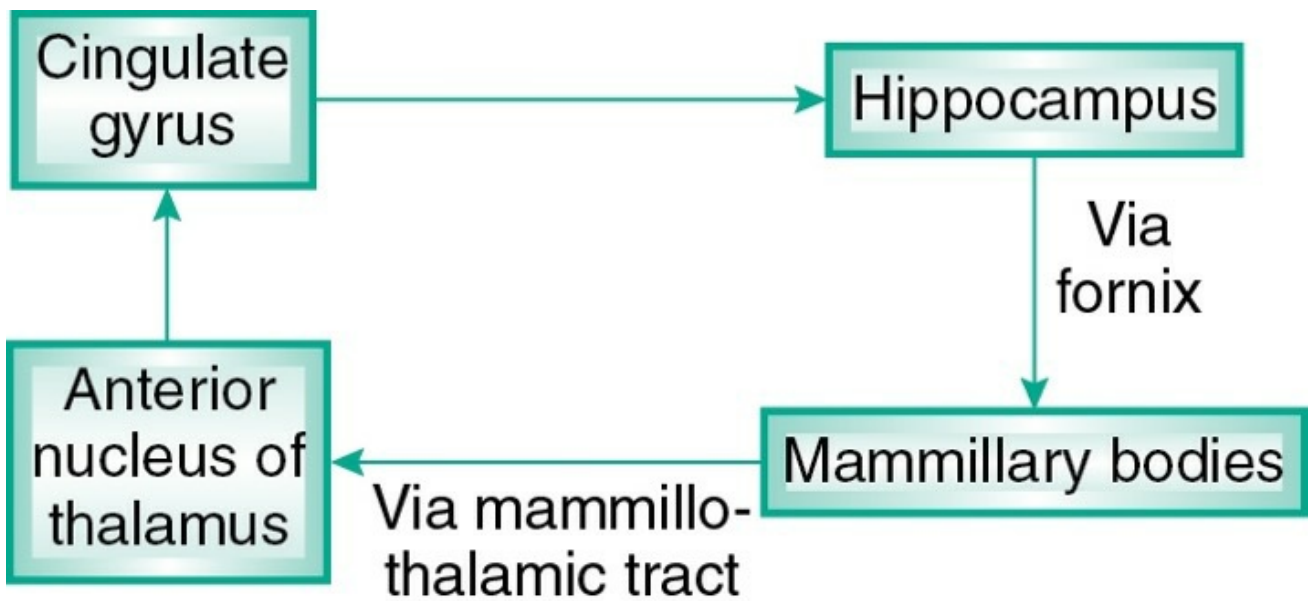 Cingulate
gyrus
Hippocampus
Via
fornix
Anterior
nucleus of
thalamus
Mammillary bodies
Via mammillo-
thalamic tract